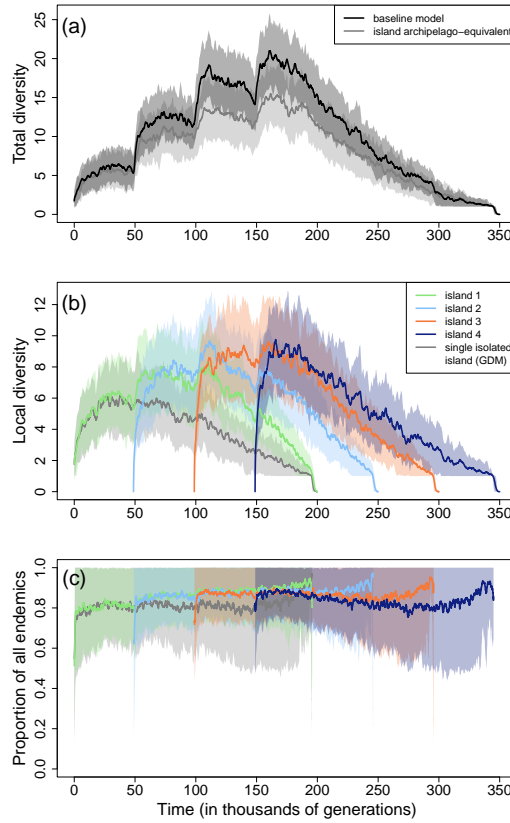 (a)
baseline model
island archipelago−equivalent
Total diversity
0
5
10
15
20
25
0 50 100 150 200 250 300 350
(b)
island 1
island 2
island 3
island 4
single isolated
island (GDM)
Local diversity
0
2
4
6
8
10
12
0 50 100 150 200 250 300 350
(c)
Proportion of all endemics
0.0
0.2
0.4
0.6
0.8
1.0
0 50 100 150 200 250 300 350
Time (in thousands of generations)